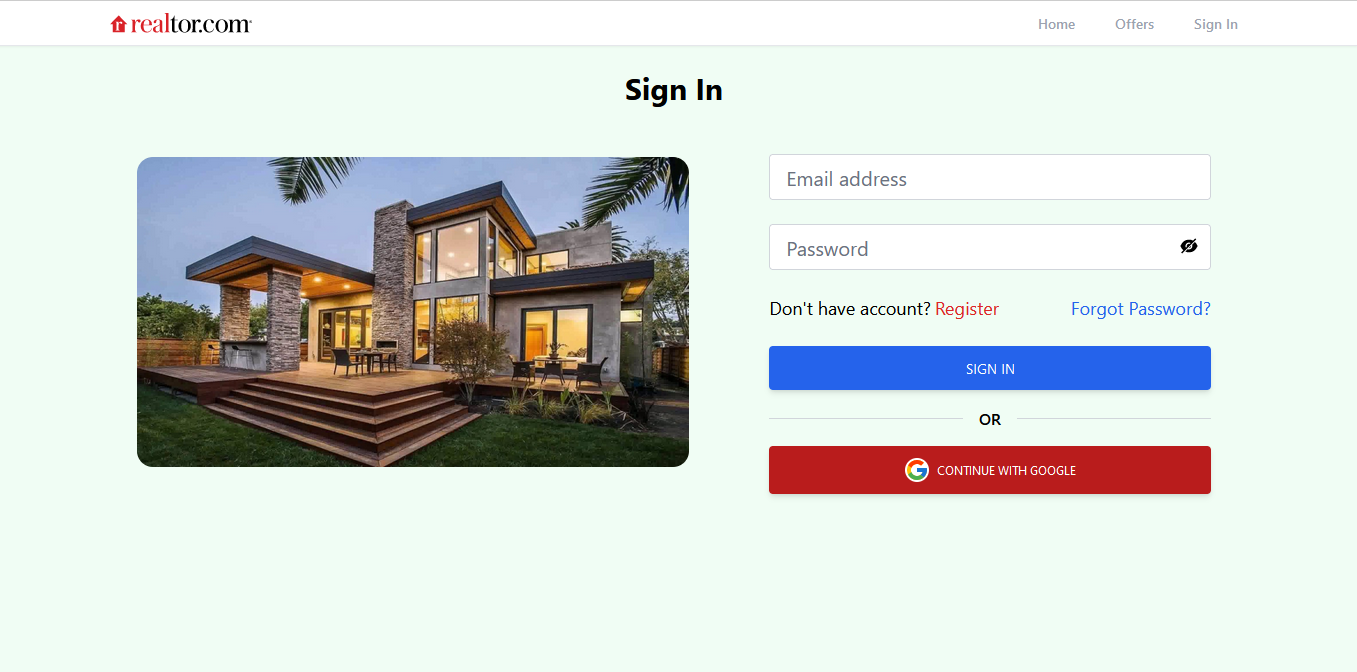 realtor.com
Home Offers Sign In
Sign In
Email address
Password
Don't have account? Register Forgot Password?
SIGN IN
OR
CONTINUE WITH GOOGLE